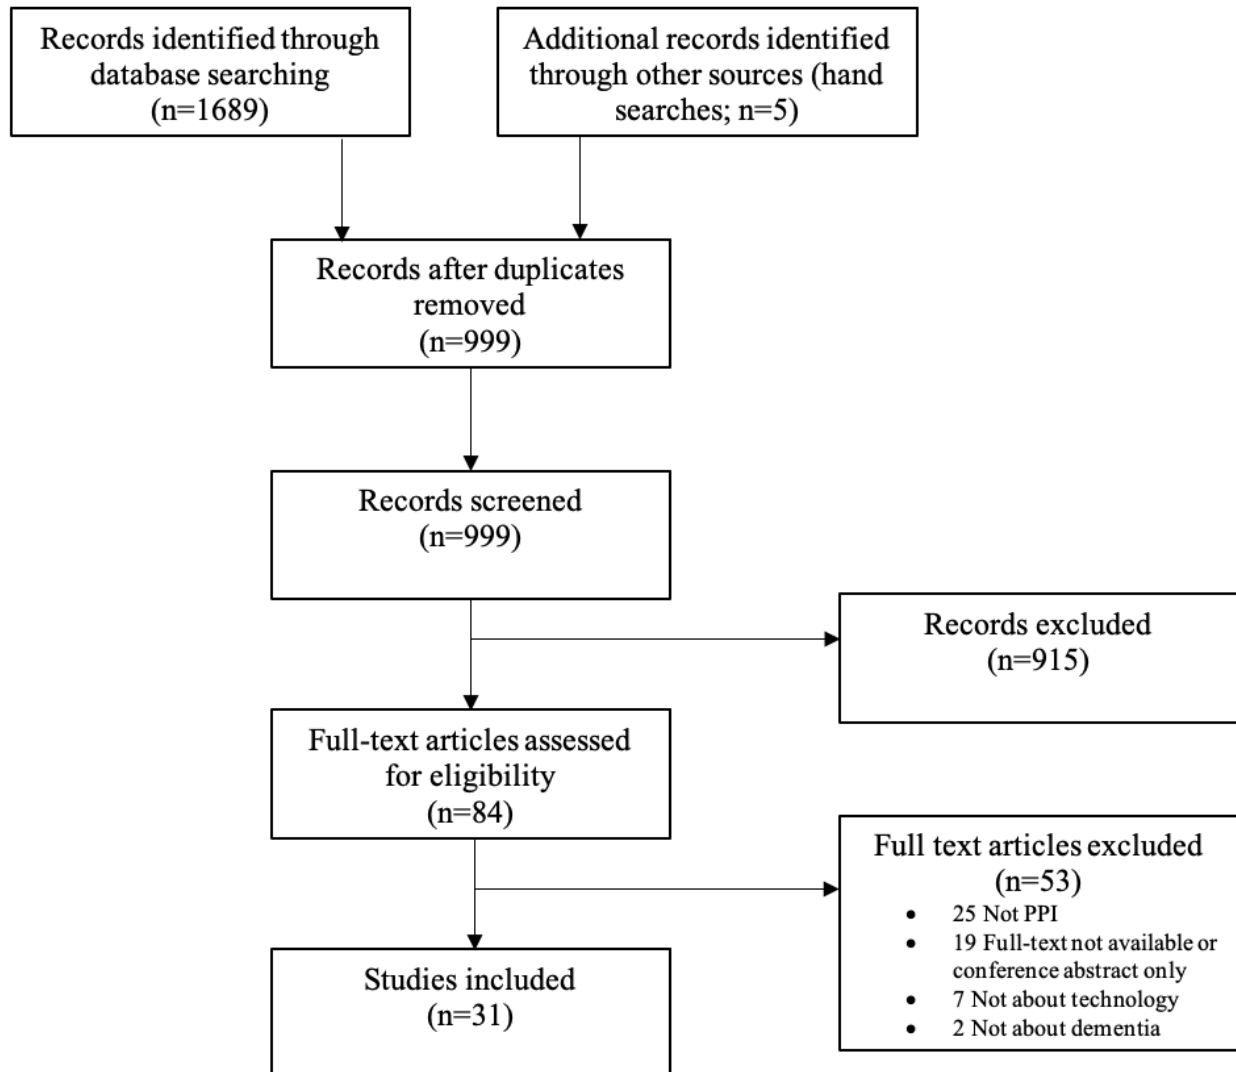 Records identified through
database searching
(n=1689)
Additional records identified
through other sources (hand
searches; n=5)
Records after duplicates
removed
(n=999)
Records screened
(n=999)
Records excluded
(n=915)
Full-text articles assessed
for eligibility
(n=84)
Full text articles excluded
(n=53)
• 25 Not PPI
• 19 Full-text not available or
conference abstract only
• 7 Not about technology
• 2 Not about dementia
Studies included
(n=31)